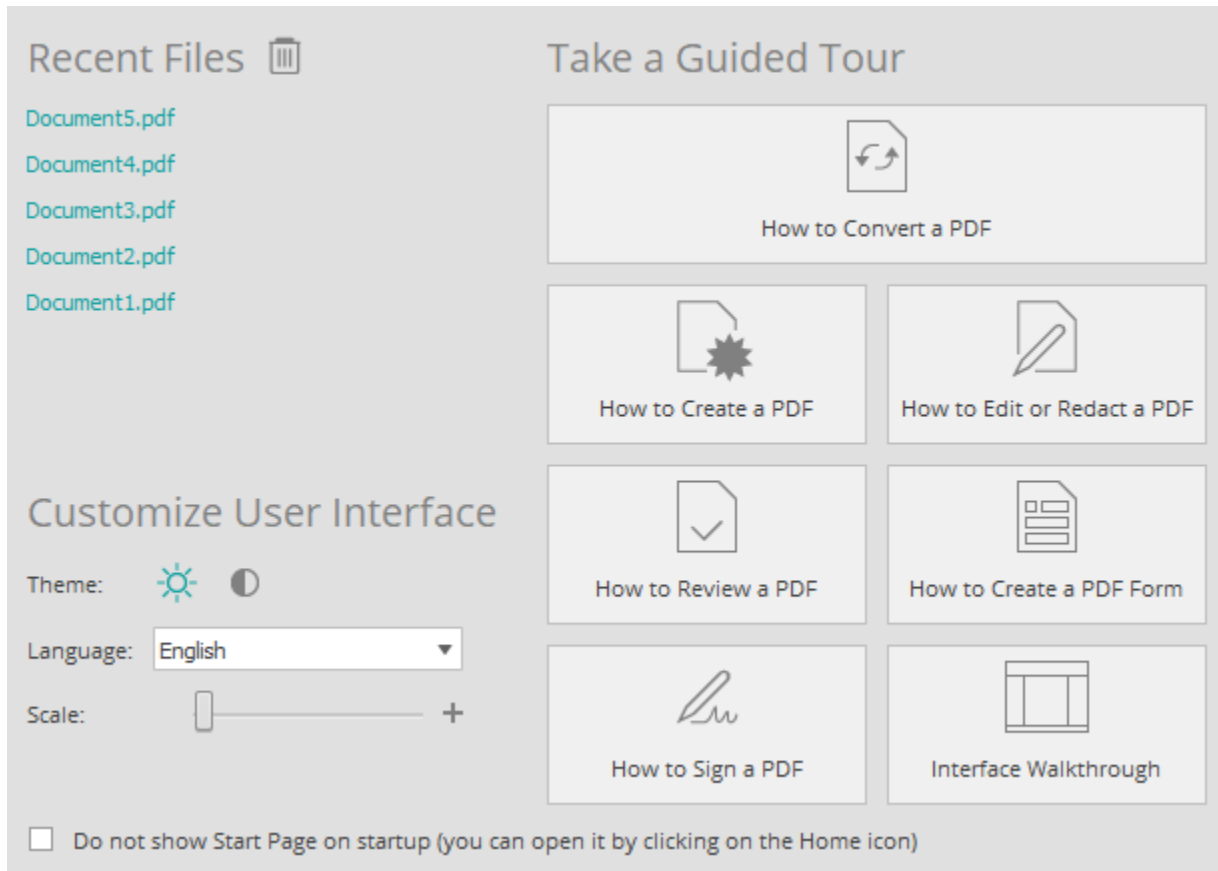 Recent Files
Document5.pdf
Document4.pdf
Document3.pdf
Document2.pdf
Document1.pdf
Customize User Interface
Theme:
Language: English
Scale:
Take a Guided Tour
How to Convert a PDF
How to Create a PDF
How to Edit or Redact a PDF
How to Review a PDF
How to Create a PDF Form
How to Sign a PDF
Interface Walkthrough
Do not show Start Page on startup (you can open it by clicking on the Home icon)